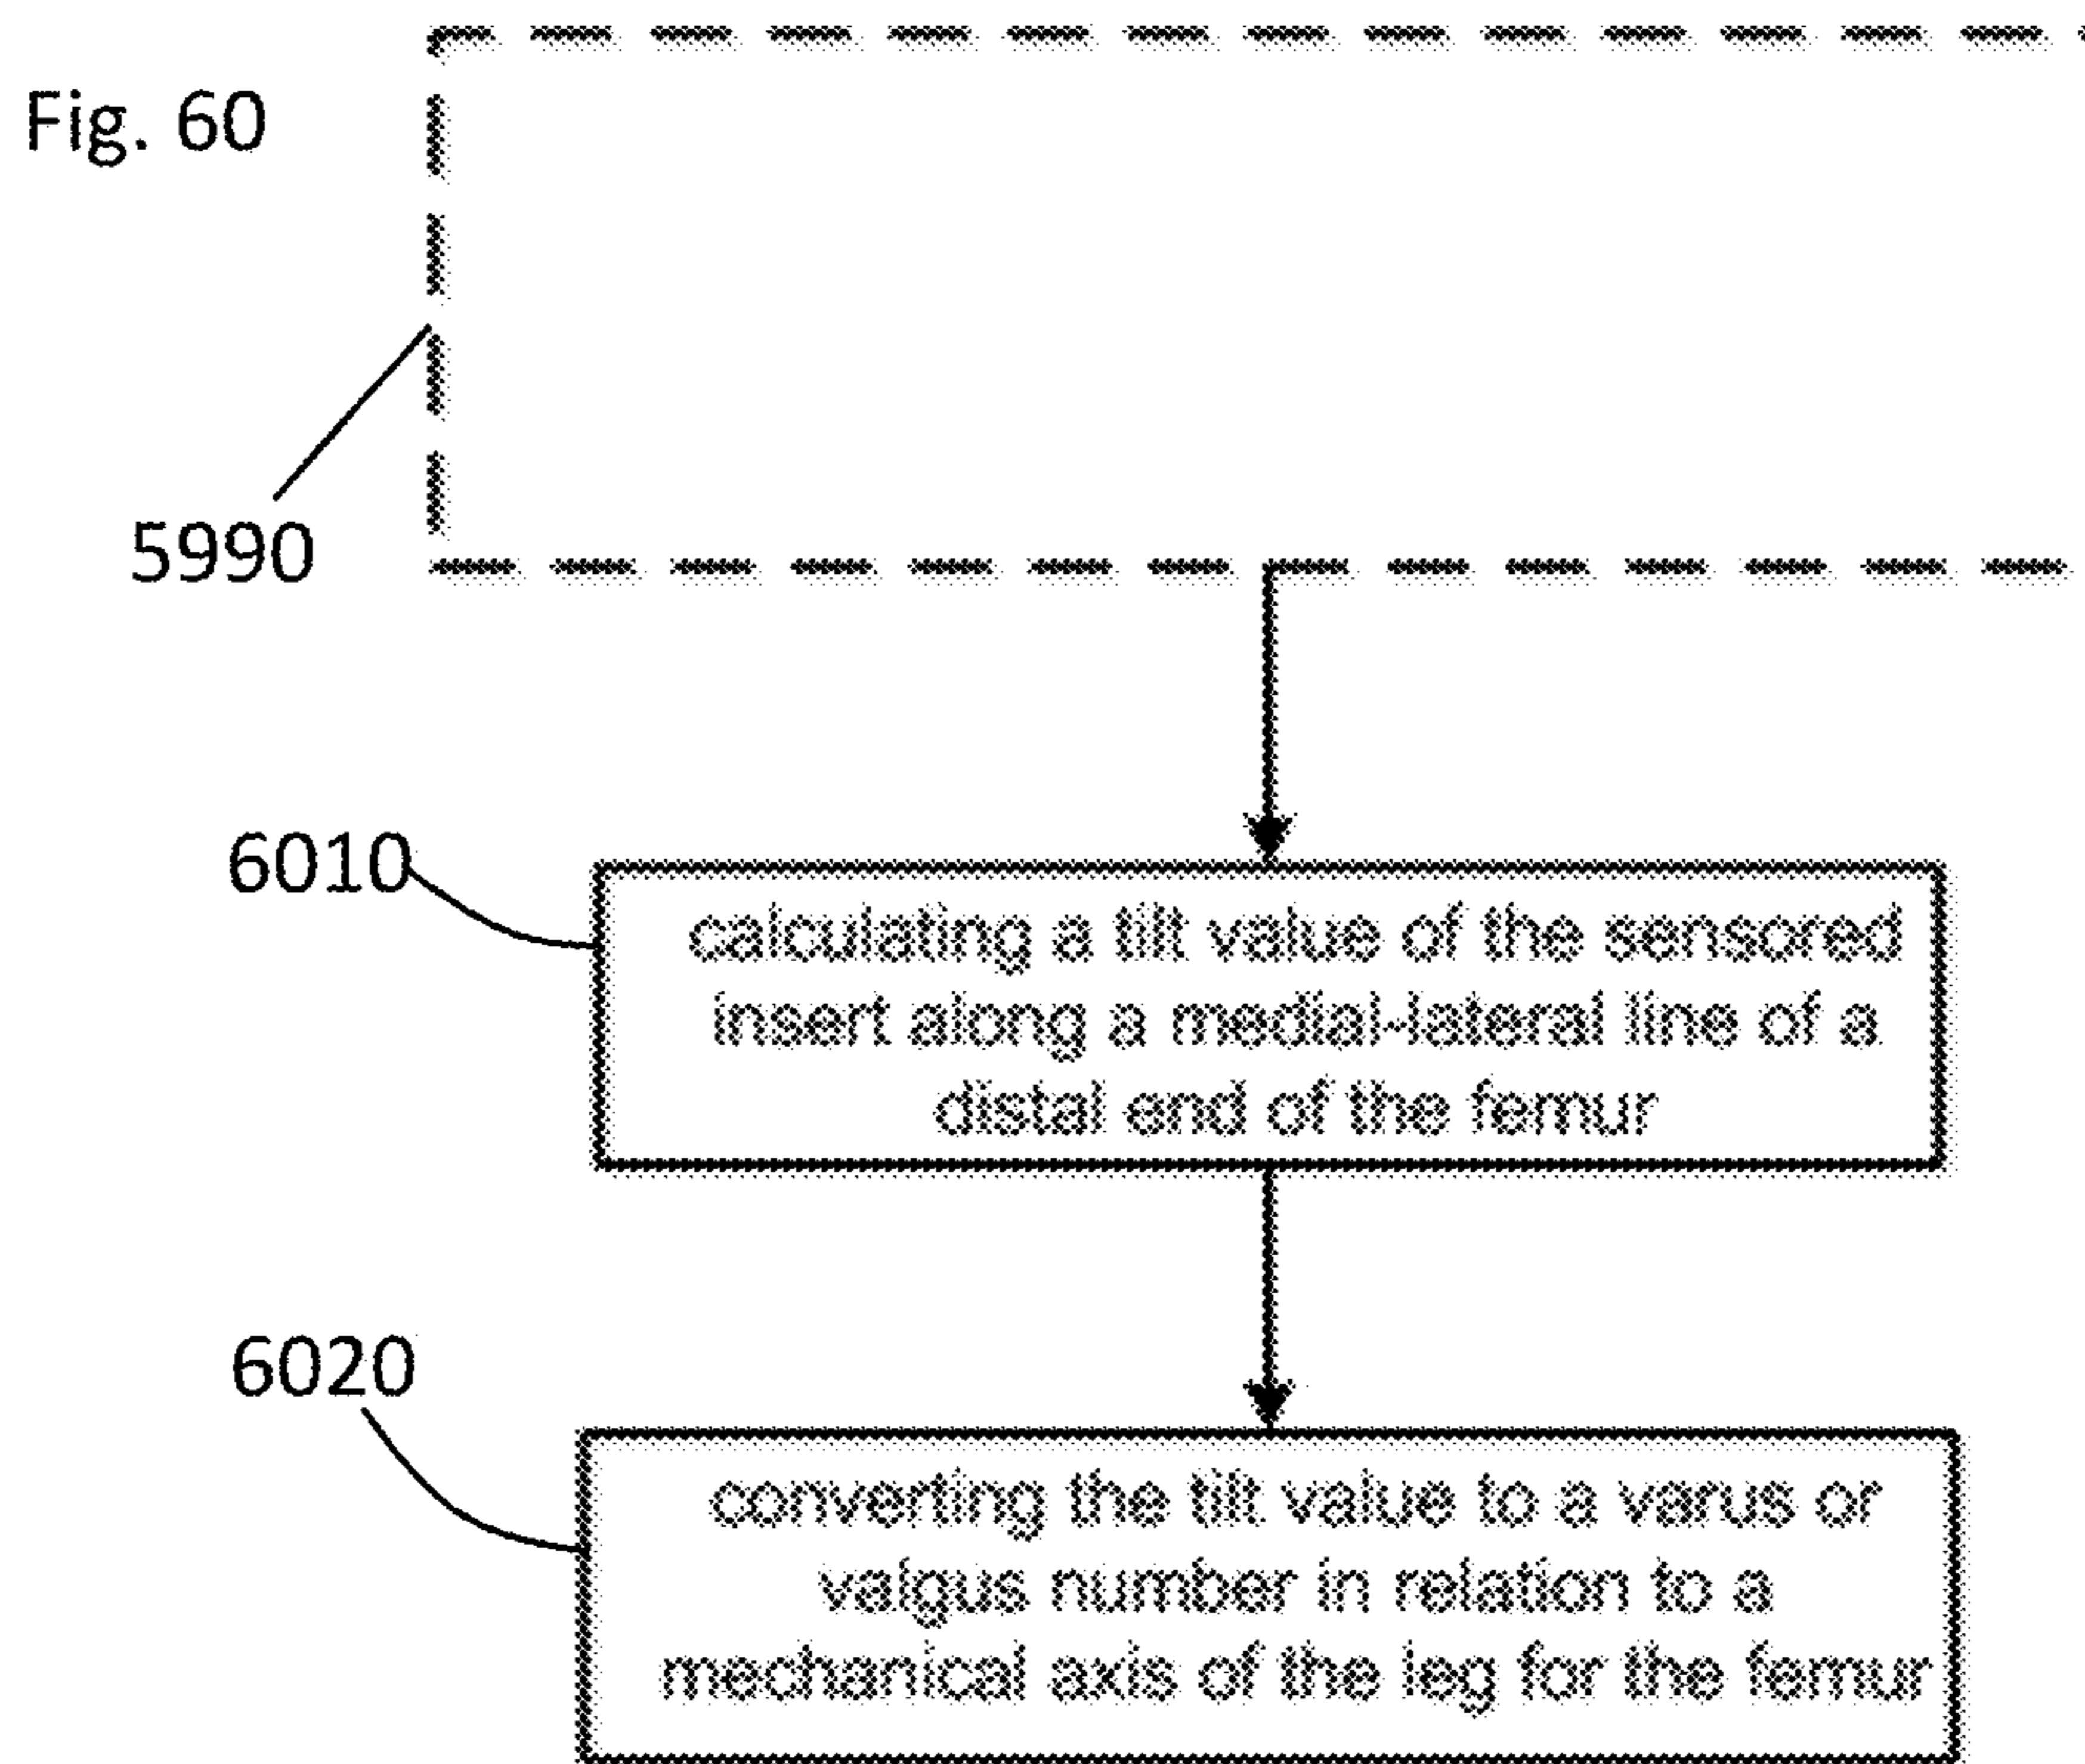 Fig. 60
5990
6010
calculating a tilt value of the sensored
insert along a medial-lateral line of a
distal end of the femur
6020
converting the tilt value to a varus or
valgus number in relation to a
mechanical axis of the leg for the femur